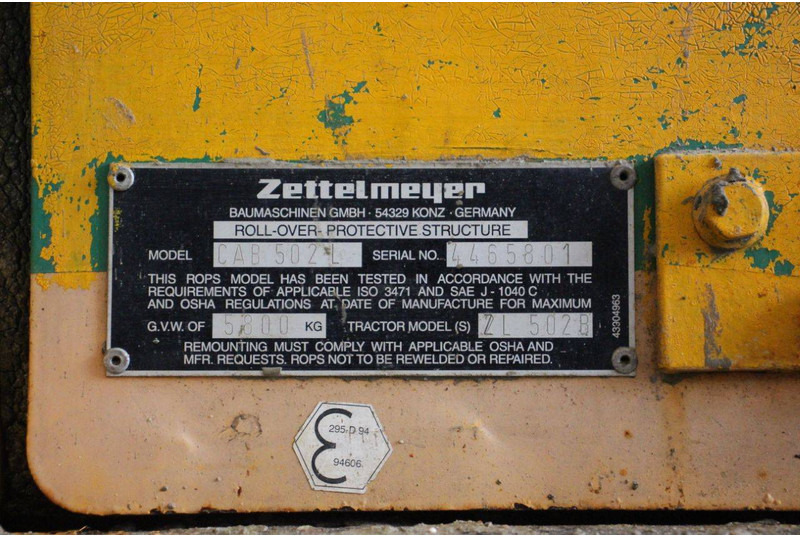 Zettelmeyer
BAUMASCHINEN GMBH · 54329 KONZ · GERMANY
ROLL-OVER- PROTECTIVE STRUCTURE
MODEL CAB 502 SERIAL NO. 4465801
THIS ROPS MODEL HAS BEEN TESTED IN ACCORDANCE WITH THE
REQUIREMENTS OF APPLICABLE ISO 3471 AND SAE J - 1040 C
AND OSHA REGULATIONS AT DATE OF MANUFACTURE FOR MAXIMUM
G.V.W. OF 5800 KG TRACTOR MODEL (S) ZL 502B
REMOUNTING MUST COMPLY WITH APPLICABLE OSHA AND
MFR. REQUESTS. ROPS NOT TO BE REWELDED OR REPAIRED.
43904963
295-D 94
ε
94606